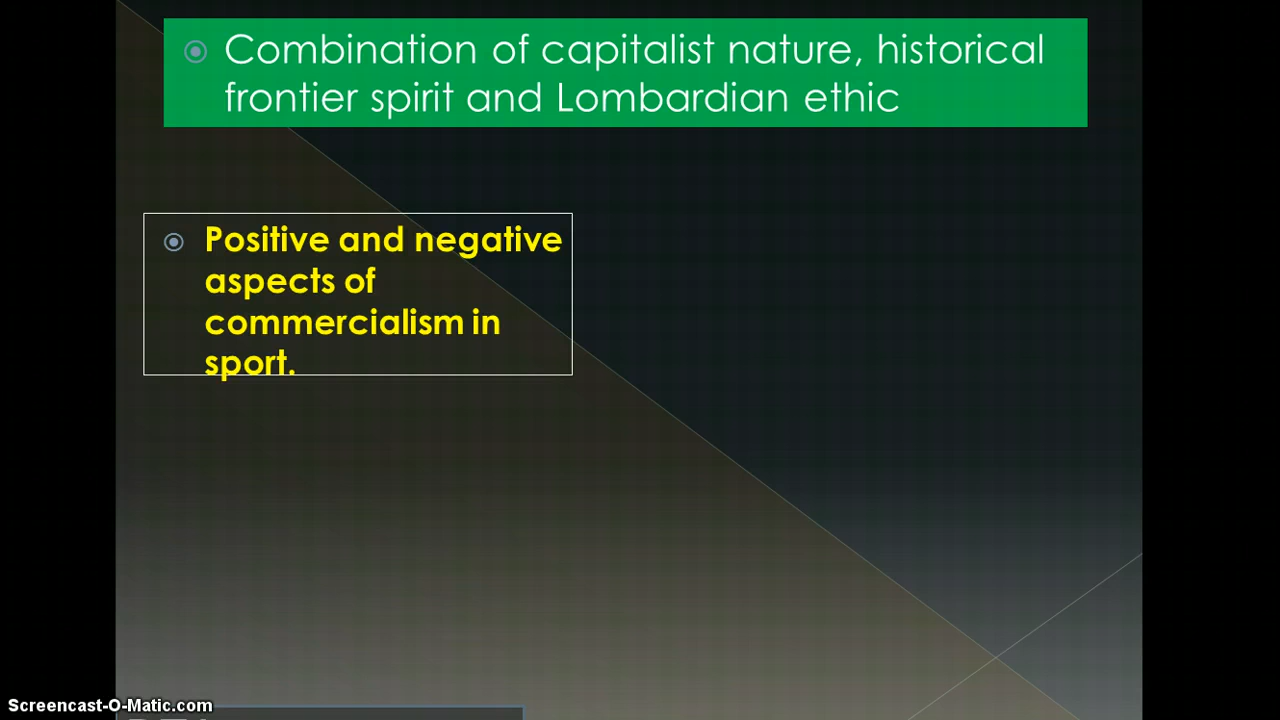 Combination of capitalist nature, historical
frontier spirit and Lombardian ethic
Positive and negative
aspects of
commercialism in
sport.
Screencast-O-Matic.com